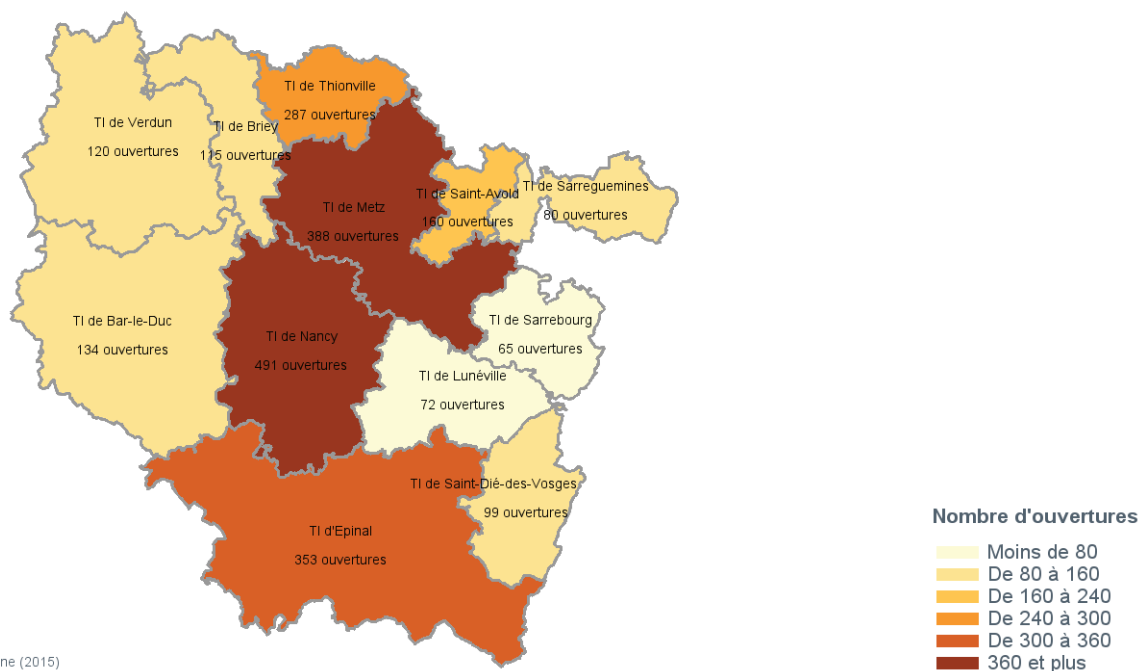 TI de Thionville
287 ouvertures
TI de Verdun
120 ouvertures
TI de Briey
115 ouvertures
TI de Saint-Avold
160 ouvertures
TI de Sarreguemines
80 ouvertures
TI de Metz
388 ouvertures
TI de Bar-le-Duc
134 ouvertures
TI de Nancy
491 ouvertures
TI de Sarrebourg
65 ouvertures
TI de Lunéville
72 ouvertures
TI de Saint-Dié-des-Vosges
99 ouvertures
TI d'Epinal
353 ouvertures
Nombre d'ouvertures
Moins de 80
De 80 à 160
De 160 à 240
De 240 à 300
De 300 à 360
360 et plus
ne (2015)